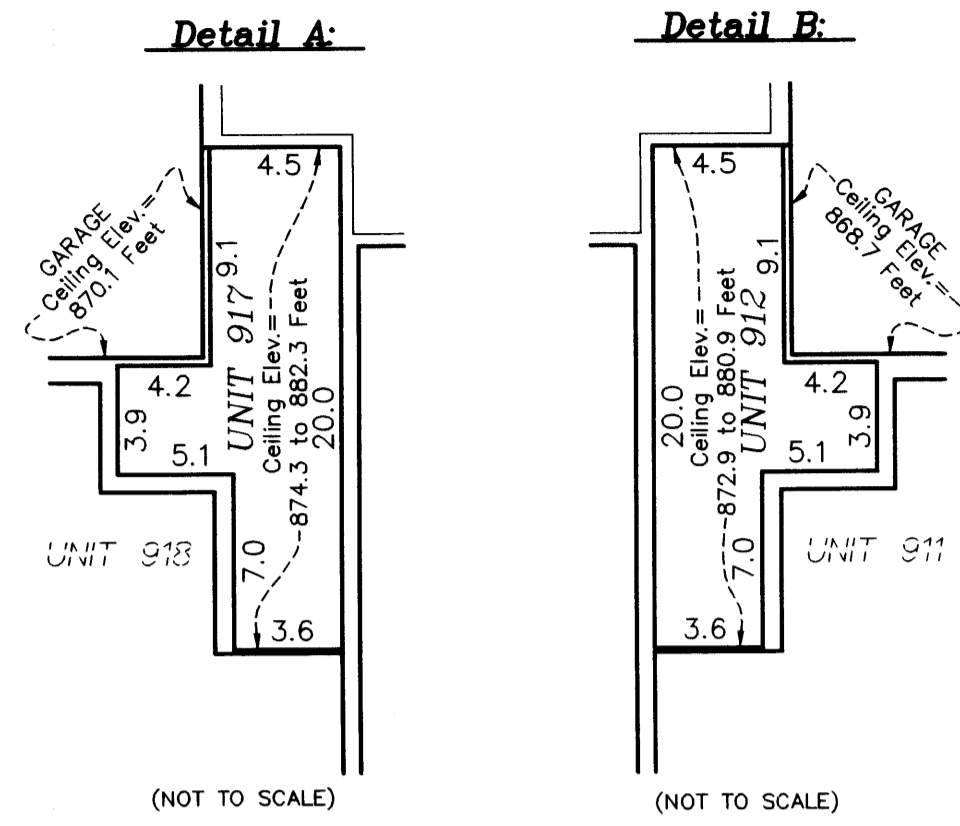 Detail A:
4.5
GARAGE
Ceiling Elev.=
870.1 Feet
9.1
UNIT 917
Ceiling Elev.=
874.3 to 882.3 Feet
20.0
4.2
3.9
5.1
UNIT 918
7.0
3.6
(NOT TO SCALE)
Detail B:
4.5
GARAGE
Ceiling Elev.=
868.7 Feet
9.1
UNIT 912
Ceiling Elev.=
872.9 to 880.9 Feet
20.0
4.2
3.9
5.1
UNIT 911
7.0
3.6
(NOT TO SCALE)